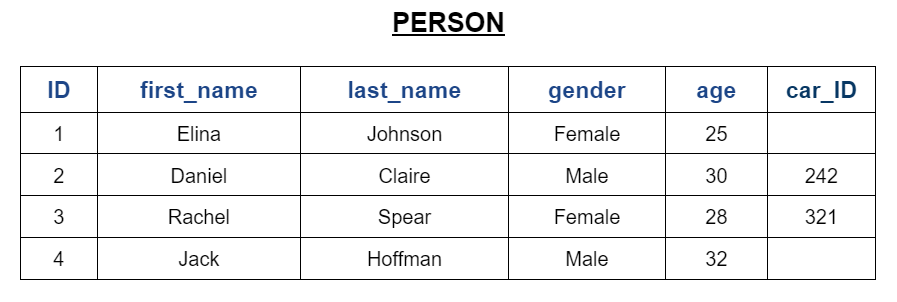 PERSON
ID first_name last_name gender age car_ID
1 Elina Johnson Female 25
2 Daniel Claire Male 30 242
3 Rachel Spear Female 28 321
4 Jack Hoffman Male 32